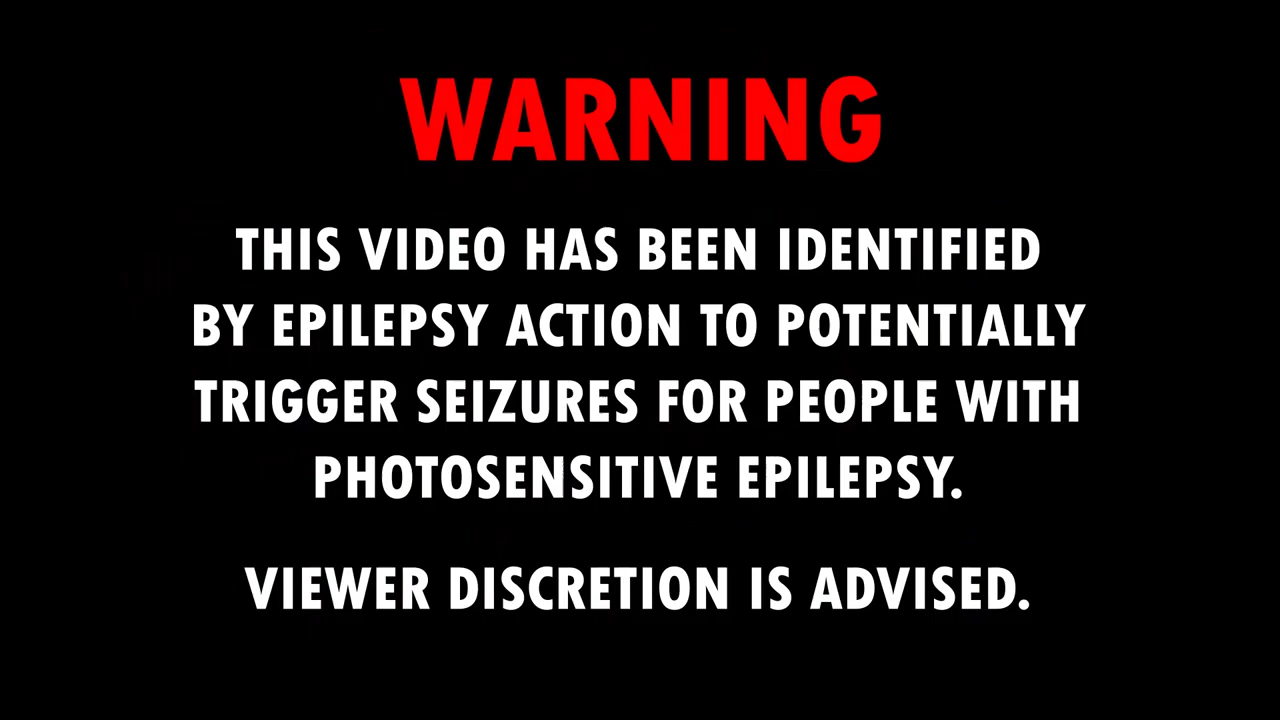 WARNING
THIS VIDEO HAS BEEN IDENTIFIED
BY EPILEPSY ACTION TO POTENTIALLY
TRIGGER SEIZURES FOR PEOPLE WITH
PHOTOSENSITIVE EPILEPSY.
VIEWER DISCRETION IS ADVISED.